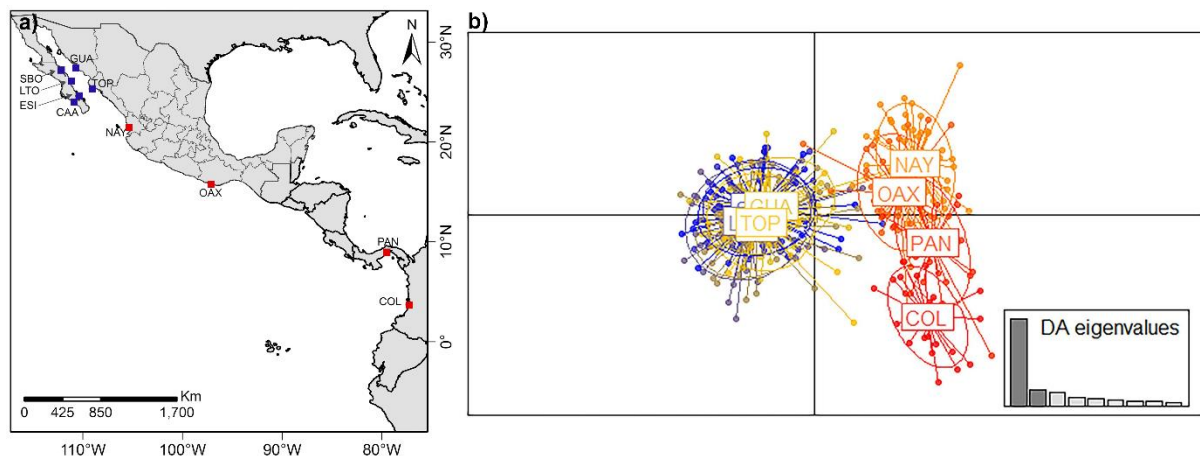 a)
N
30°N
20°N
10°N
0°
GUA
SBO
TOP
LTO
ESI
CAA
NAY
OAX
PAN
COL
Km
0 425 850 1,700
110°W 100°W 90°W 80°W
b)
NAY
OAX
GUA
TOP
PAN
COL
DA eigenvalues